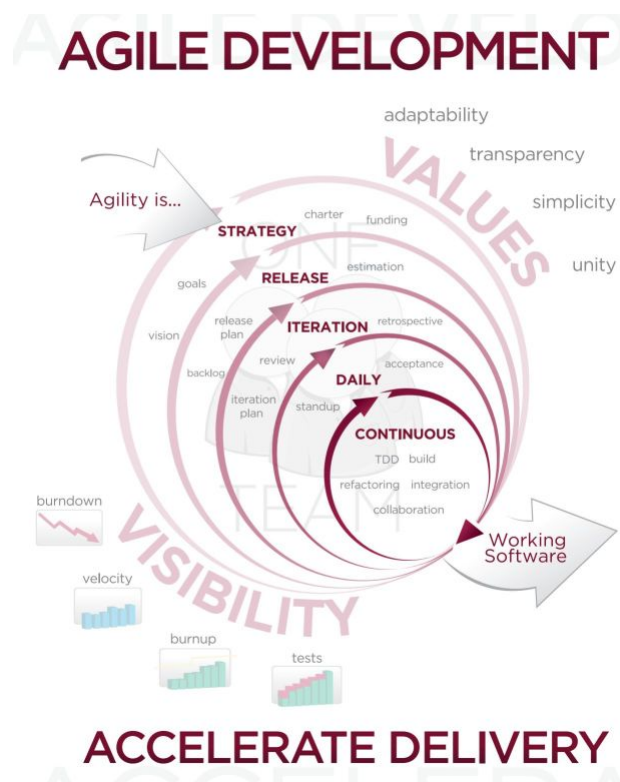 AGILE DEVELOPMENT
adaptability
transparency
simplicity
unity
VALUES
Agility is...
STRATEGY
charter
funding
ONE
goals
RELEASE
estimation
vision
release
plan
ITERATION
retrospective
backlog
review
acceptance
DAILY
iteration
plan
standup
CONTINUOUS
TDD
build
refactoring
integration
collaboration
TEAM
Working
Software
VISIBILITY
burndown
velocity
burnup
tests
ACCELERATE DELIVERY